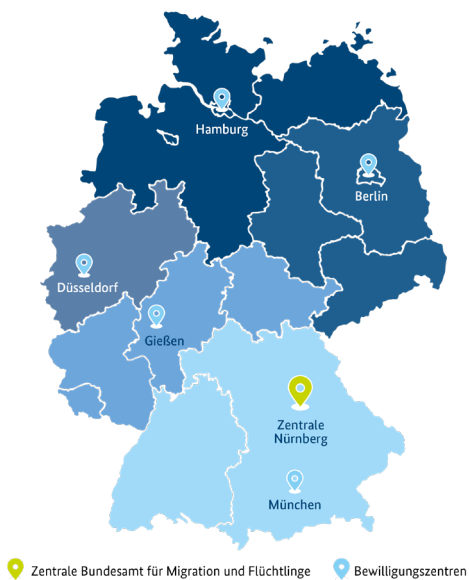 Hamburg
Berlin
Düsseldorf
Gießen
Zentrale
Nürnberg
München
Zentrale Bundesamt für Migration und Flüchtlinge
Bewilligungszentren